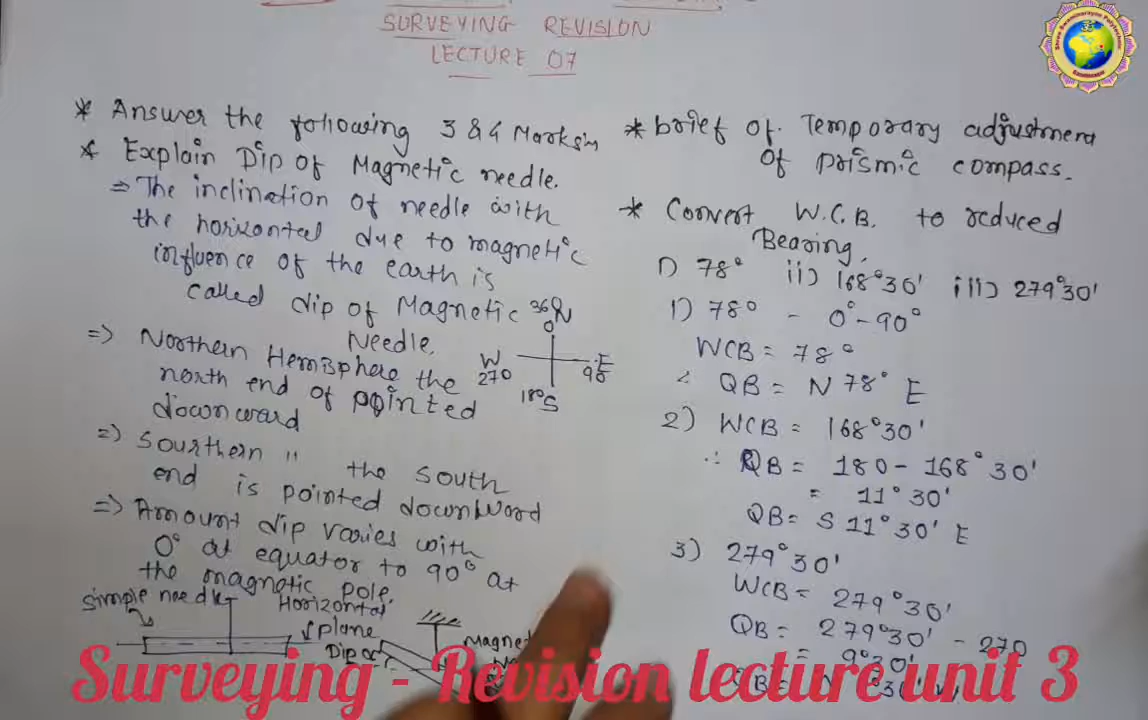 SURVEYING REVISION
LECTURE 07
* Answer the following 3 & 4 Marks
* Explain Dip of Magnetic needle.
⇒ The inclination of needle with
the horizontal due to magnetic
influence of the earth is
called dip of Magnetic
Needle.
360 N
0
W
270
E
90
180 S
⇒ Northern Hemisphere the
north end of pointed
downward
⇒ Sourthern " the south
end is pointed downword
⇒ Amount dip varies with
0° at equator to 90° at
the magnetic pole.
Simple needle
Horizontal
plane
Dip
* brief of Temporary adjustment
of prismic compass.
* Convert W.C.B. to reduced
Bearing.
1) 78° ii) 168°30' iii) 279°30'
1) 78° - 0°-90°
WCB = 78°
QB = N 78° E
2) WCB = 168°30'
∴ QB = 180 - 168°30'
= 11°30'
QB = S 11°30' E
3) 279°30'
WCB = 279°30'
QB = 279°30' - 270
= 9°30'
Surveying - Revision lecture unit 3